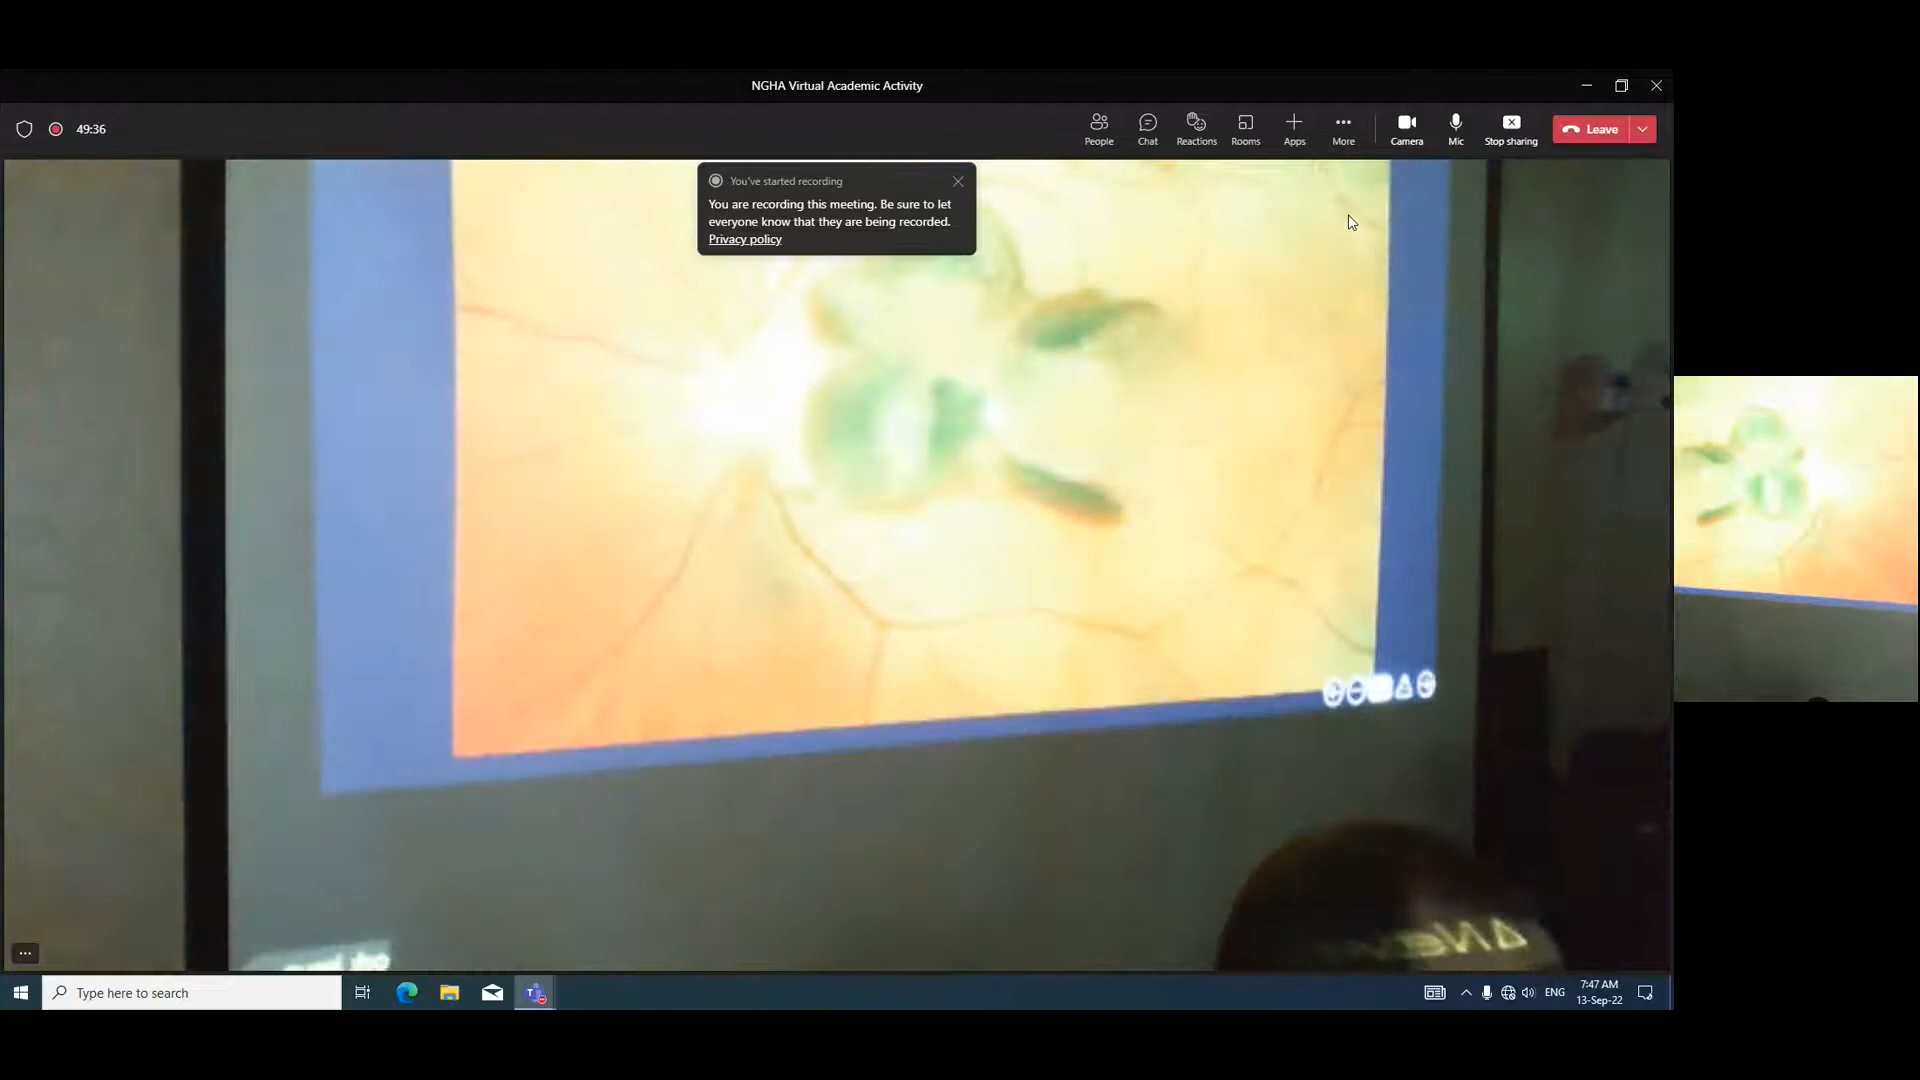 NGHA Virtual Academic Activity
49:36
People
Chat
Reactions
Rooms
Apps
More
Camera
Mic
Stop sharing
Leave
You've started recording
You are recording this meeting. Be sure to let
everyone know that they are being recorded.
Privacy policy
Type here to search
ENG
7:47 AM
13-Sep-22